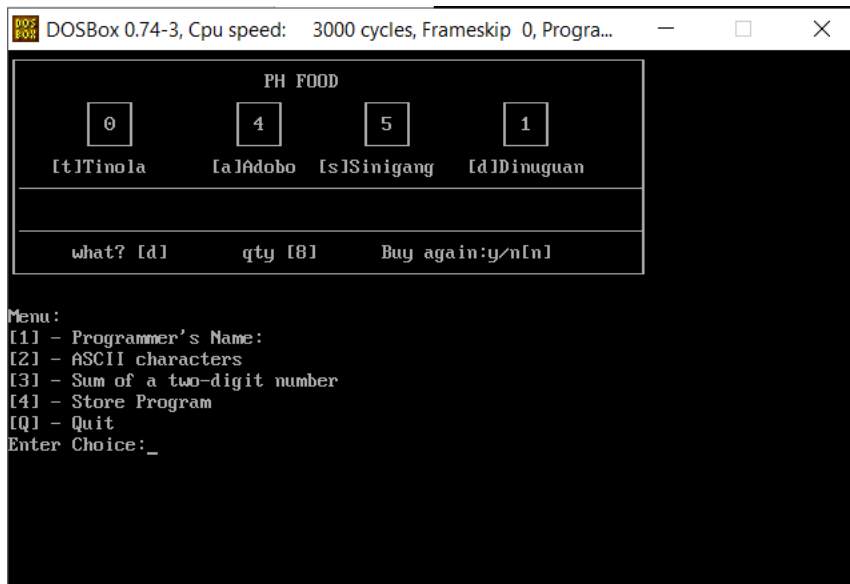 DOSBox 0.74-3, Cpu speed: 3000 cycles, Frameskip 0, Progra...
PH FOOD
0 4 5 1
[t]Tinola [a]Adobo [s]Sinigang [d]Dinuguan
what? [d] qty [8] Buy again:y/n[n]
Menu:
[1] - Programmer's Name:
[2] - ASCII characters
[3] - Sum of a two-digit number
[4] - Store Program
[Q] - Quit
Enter Choice:_